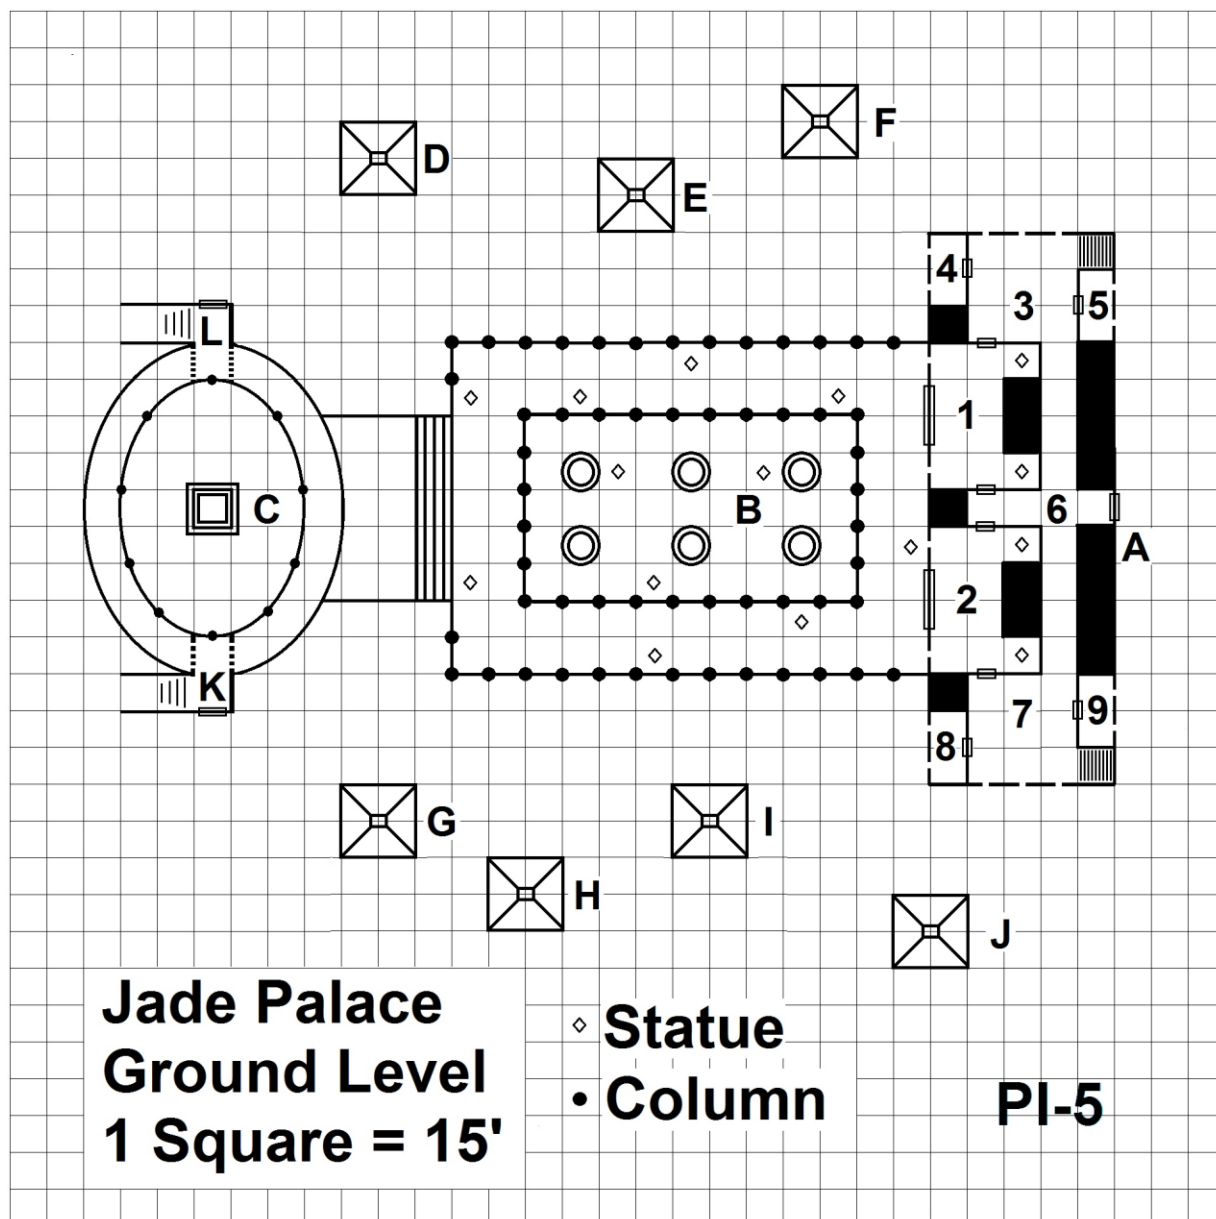 F
D
E
4
3
5
L
1
C
B
6
A
2
K
7
9
8
G
I
H
J
Jade Palace
Ground Level
1 Square = 15'
Statue
Column
PI-5